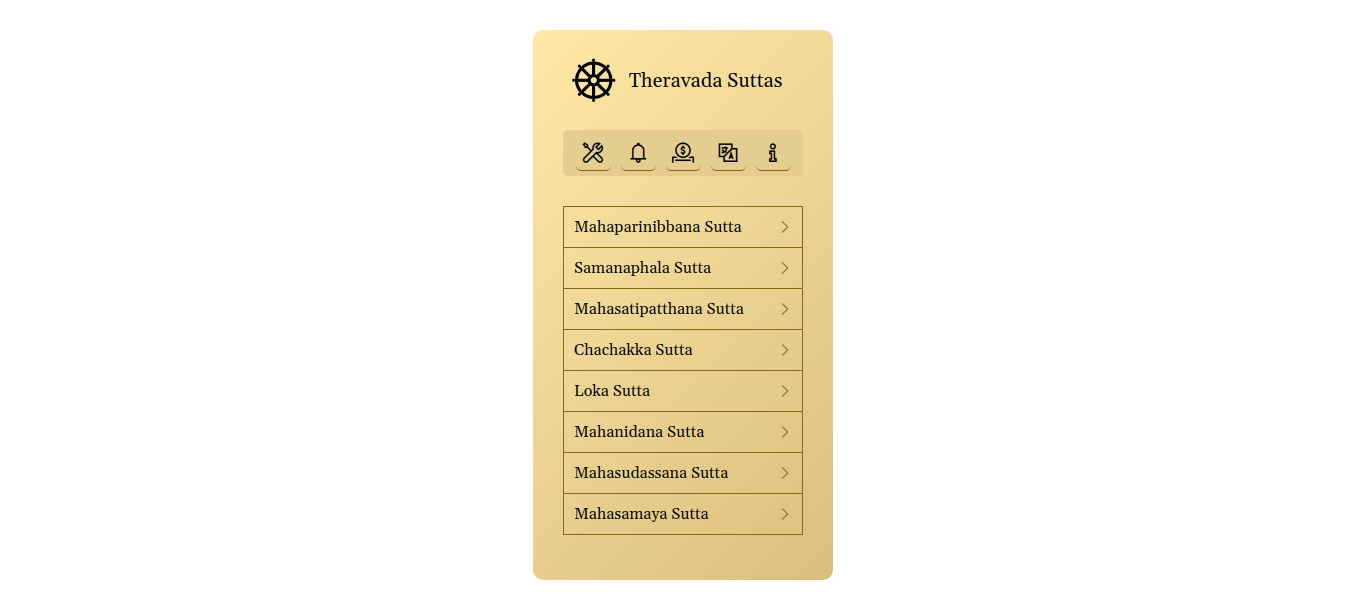 Theravada Suttas
Mahaparinibbana Sutta
Samanaphala Sutta
Mahasatipatthana Sutta
Chachakka Sutta
Loka Sutta
Mahanidana Sutta
Mahasudassana Sutta
Mahasamaya Sutta